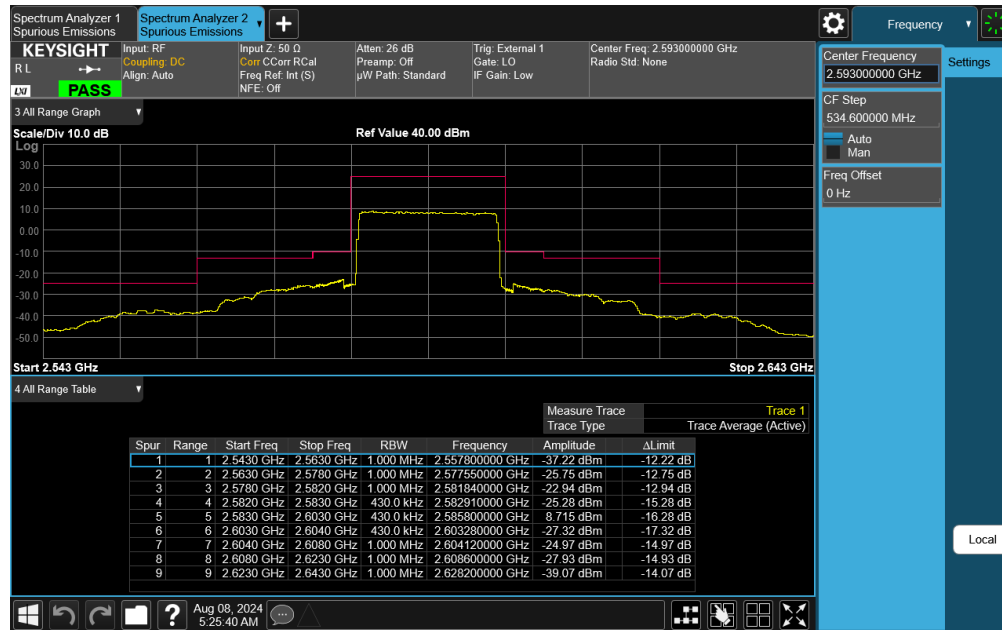 Spectrum Analyzer 1
Spurious Emissions
Spectrum Analyzer 2
Spurious Emissions
Frequency
KEYSIGHT
R L
LXI
PASS
Input: RF
Coupling: DC
Align: Auto
Input Z: 50 Ω
Corr CCorr RCal
Freq Ref: Int (S)
NFE: Off
Atten: 26 dB
Preamp: Off
µW Path: Standard
Trig: External 1
Gate: LO
IF Gain: Low
Center Freq: 2.593000000 GHz
Radio Std: None
Center Frequency
2.593000000 GHz
Settings
CF Step
534.600000 MHz
Auto
Man
Freq Offset
0 Hz
3 All Range Graph
Scale/Div 10.0 dB
Ref Value 40.00 dBm
Log
30.0
20.0
10.0
0.00
-10.0
-20.0
-30.0
-40.0
-50.0
Start 2.543 GHz
Stop 2.643 GHz
4 All Range Table
Measure Trace Trace 1
Trace Type Trace Average (Active)
Spur Range Start Freq Stop Freq RBW Frequency Amplitude ΔLimit
1 1 2.5430 GHz 2.5630 GHz 1.000 MHz 2.557800000 GHz -37.22 dBm -12.22 dB
2 2 2.5630 GHz 2.5780 GHz 1.000 MHz 2.577550000 GHz -25.75 dBm -12.75 dB
3 3 2.5780 GHz 2.5820 GHz 1.000 MHz 2.581840000 GHz -22.94 dBm -12.94 dB
4 4 2.5820 GHz 2.5830 GHz 430.0 kHz 2.582910000 GHz -25.28 dBm -15.28 dB
5 5 2.5830 GHz 2.6030 GHz 430.0 kHz 2.585800000 GHz 8.715 dBm -16.28 dB
6 6 2.6030 GHz 2.6040 GHz 430.0 kHz 2.603280000 GHz -27.32 dBm -17.32 dB
7 7 2.6040 GHz 2.6080 GHz 1.000 MHz 2.604120000 GHz -24.97 dBm -14.97 dB
8 8 2.6080 GHz 2.6230 GHz 1.000 MHz 2.608600000 GHz -27.93 dBm -14.93 dB
9 9 2.6230 GHz 2.6430 GHz 1.000 MHz 2.628200000 GHz -39.07 dBm -14.07 dB
Local
?
Aug 08, 2024
5:25:40 AM